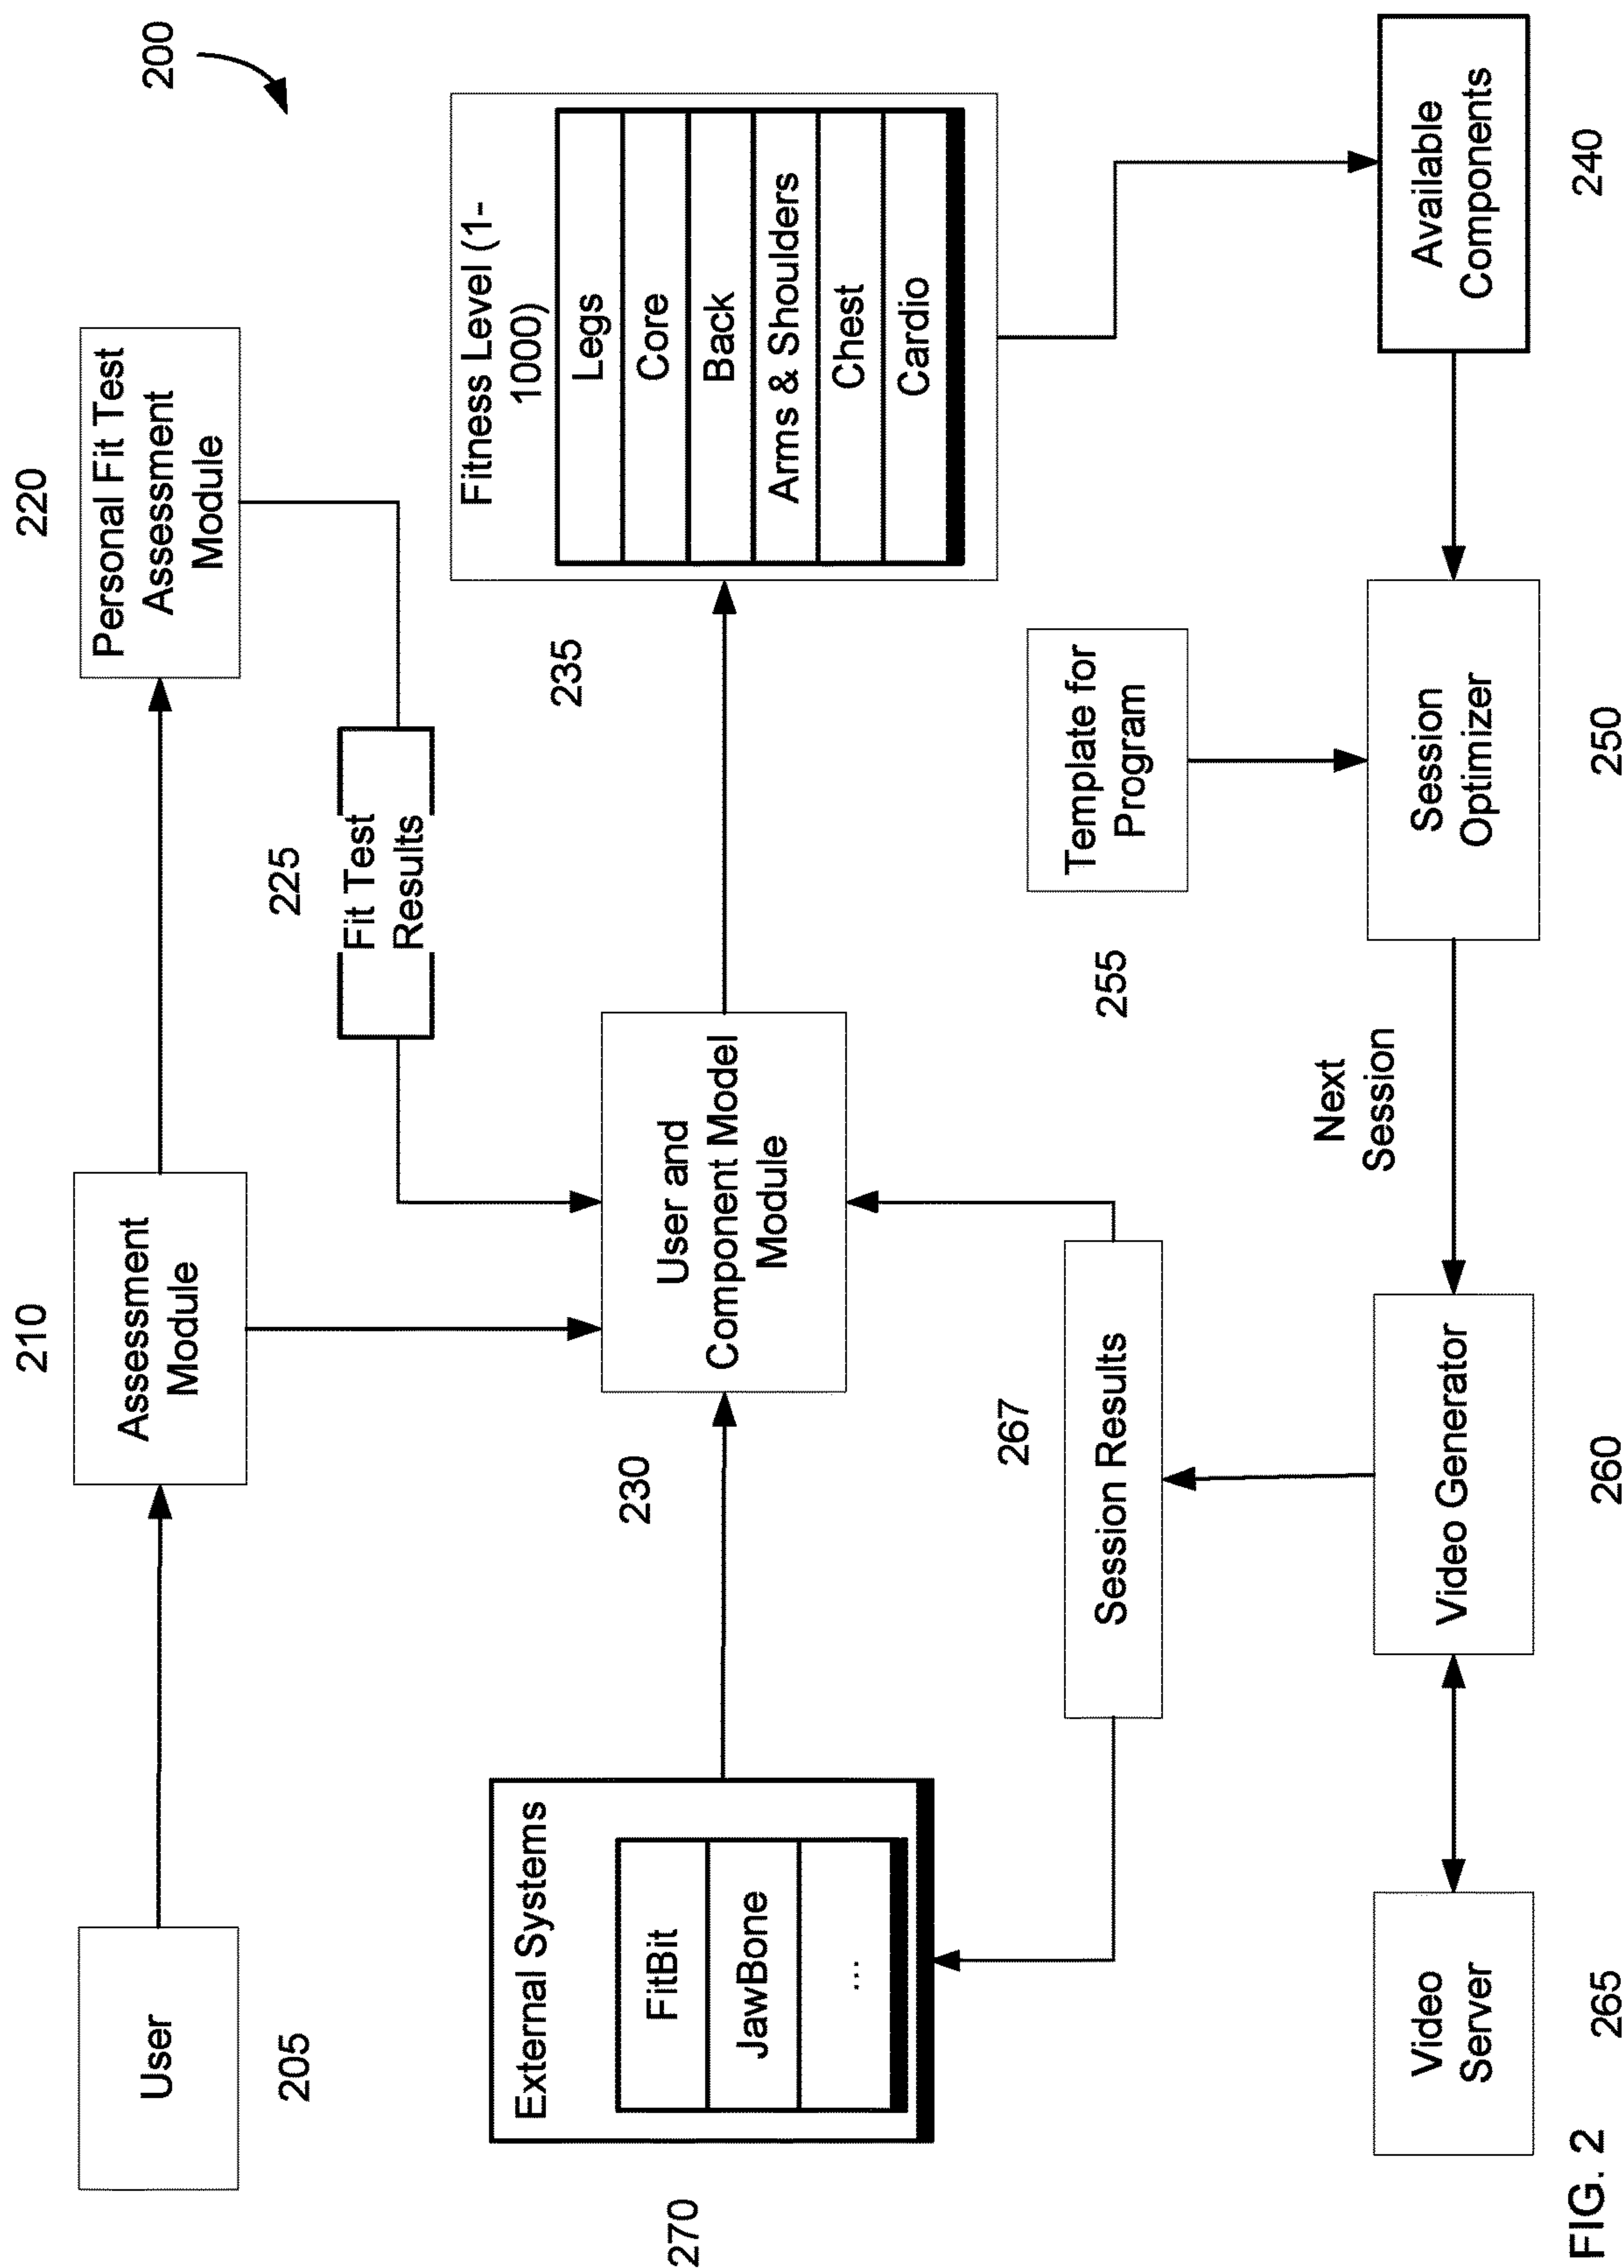 200
210
220
User
Assessment
Module
Personal Fit Test
Assessment
Module
205
225
Fit Test
Results
270
External Systems
FitBit
JawBone
...
230
User and
Component Model
Module
235
Fitness Level (1-
1000)
Legs
Core
Back
Arms & Shoulders
Chest
Cardio
267
Session Results
255
Template for
Program
Next
Session
Video
Server
Video Generator
Session
Optimizer
Available
Components
265
260
250
240
FIG. 2